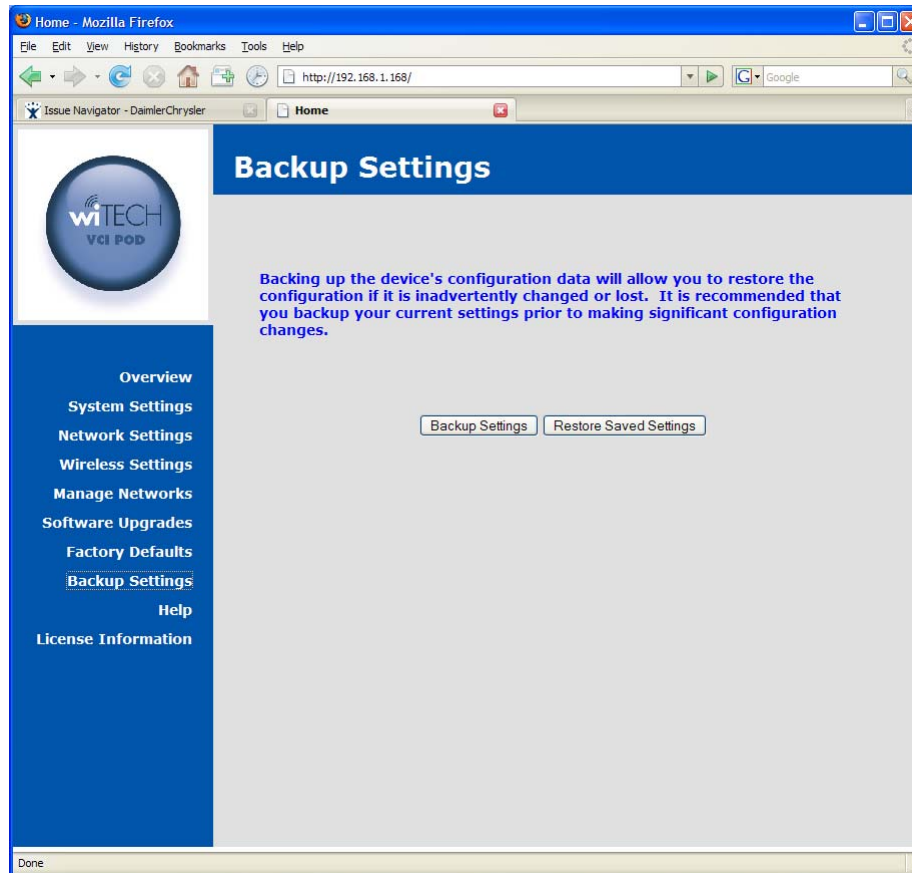 Home - Mozilla Firefox
File Edit View History Bookmarks Tools Help
http://192.168.1.168/
G Google
Issue Navigator - DaimlerChrysler
Home
wiTECH
VCI POD
Backup Settings
Backing up the device's configuration data will allow you to restore the
configuration if it is inadvertently changed or lost. It is recommended that
you backup your current settings prior to making significant configuration
changes.
Backup Settings Restore Saved Settings
Overview
System Settings
Network Settings
Wireless Settings
Manage Networks
Software Upgrades
Factory Defaults
Backup Settings
Help
License Information
Done